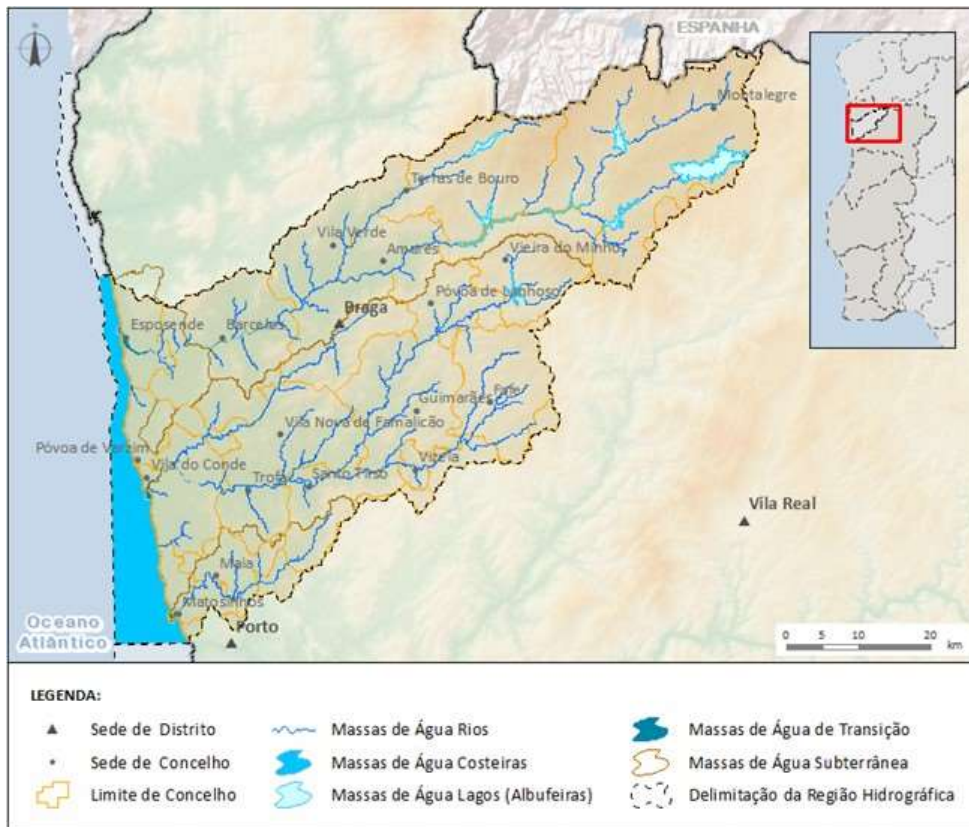 ESPANHA
Montalegre
Terras de Bouro
Vila Verde
Amares
Vieira do Minho
Póvoa de Lanhoso
Braga
Esposende
Barcelos
Guimarães
Fafe
Vila Nova de Famalicão
Póvoa de Varzim
Vila do Conde
Vizela
Trofa
Santo Tirso
Vila Real
Maia
Matosinhos
Porto
Oceano
Atlântico
0 5 10 20
km
LEGENDA:
Sede de Distrito
Massas de Água Rios
Massas de Água de Transição
Sede de Concelho
Massas de Água Costeiras
Massas de Água Subterrânea
Limite de Concelho
Massas de Água Lagos (Albufeiras)
Delimitação da Região Hidrográfica